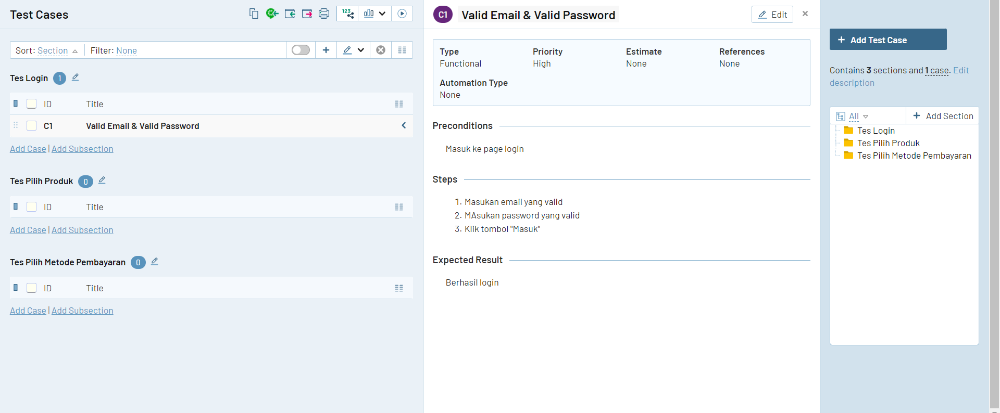 Test Cases
123
Sort: Section
Filter: None
Tes Login 1
ID Title
C1 Valid Email & Valid Password
Add Case | Add Subsection
Tes Pilih Produk 0
ID Title
Add Case | Add Subsection
Tes Pilih Metode Pembayaran 0
ID Title
Add Case | Add Subsection
C1 Valid Email & Valid Password
Edit
Type Priority Estimate References
Functional High None None
Automation Type
None
Preconditions
Masuk ke page login
Steps
1. Masukan email yang valid
2. MAsukan password yang valid
3. Klik tombol "Masuk"
Expected Result
Berhasil login
+ Add Test Case
Contains 3 sections and 1 case. Edit
description
All + Add Section
Tes Login
Tes Pilih Produk
Tes Pilih Metode Pembayaran